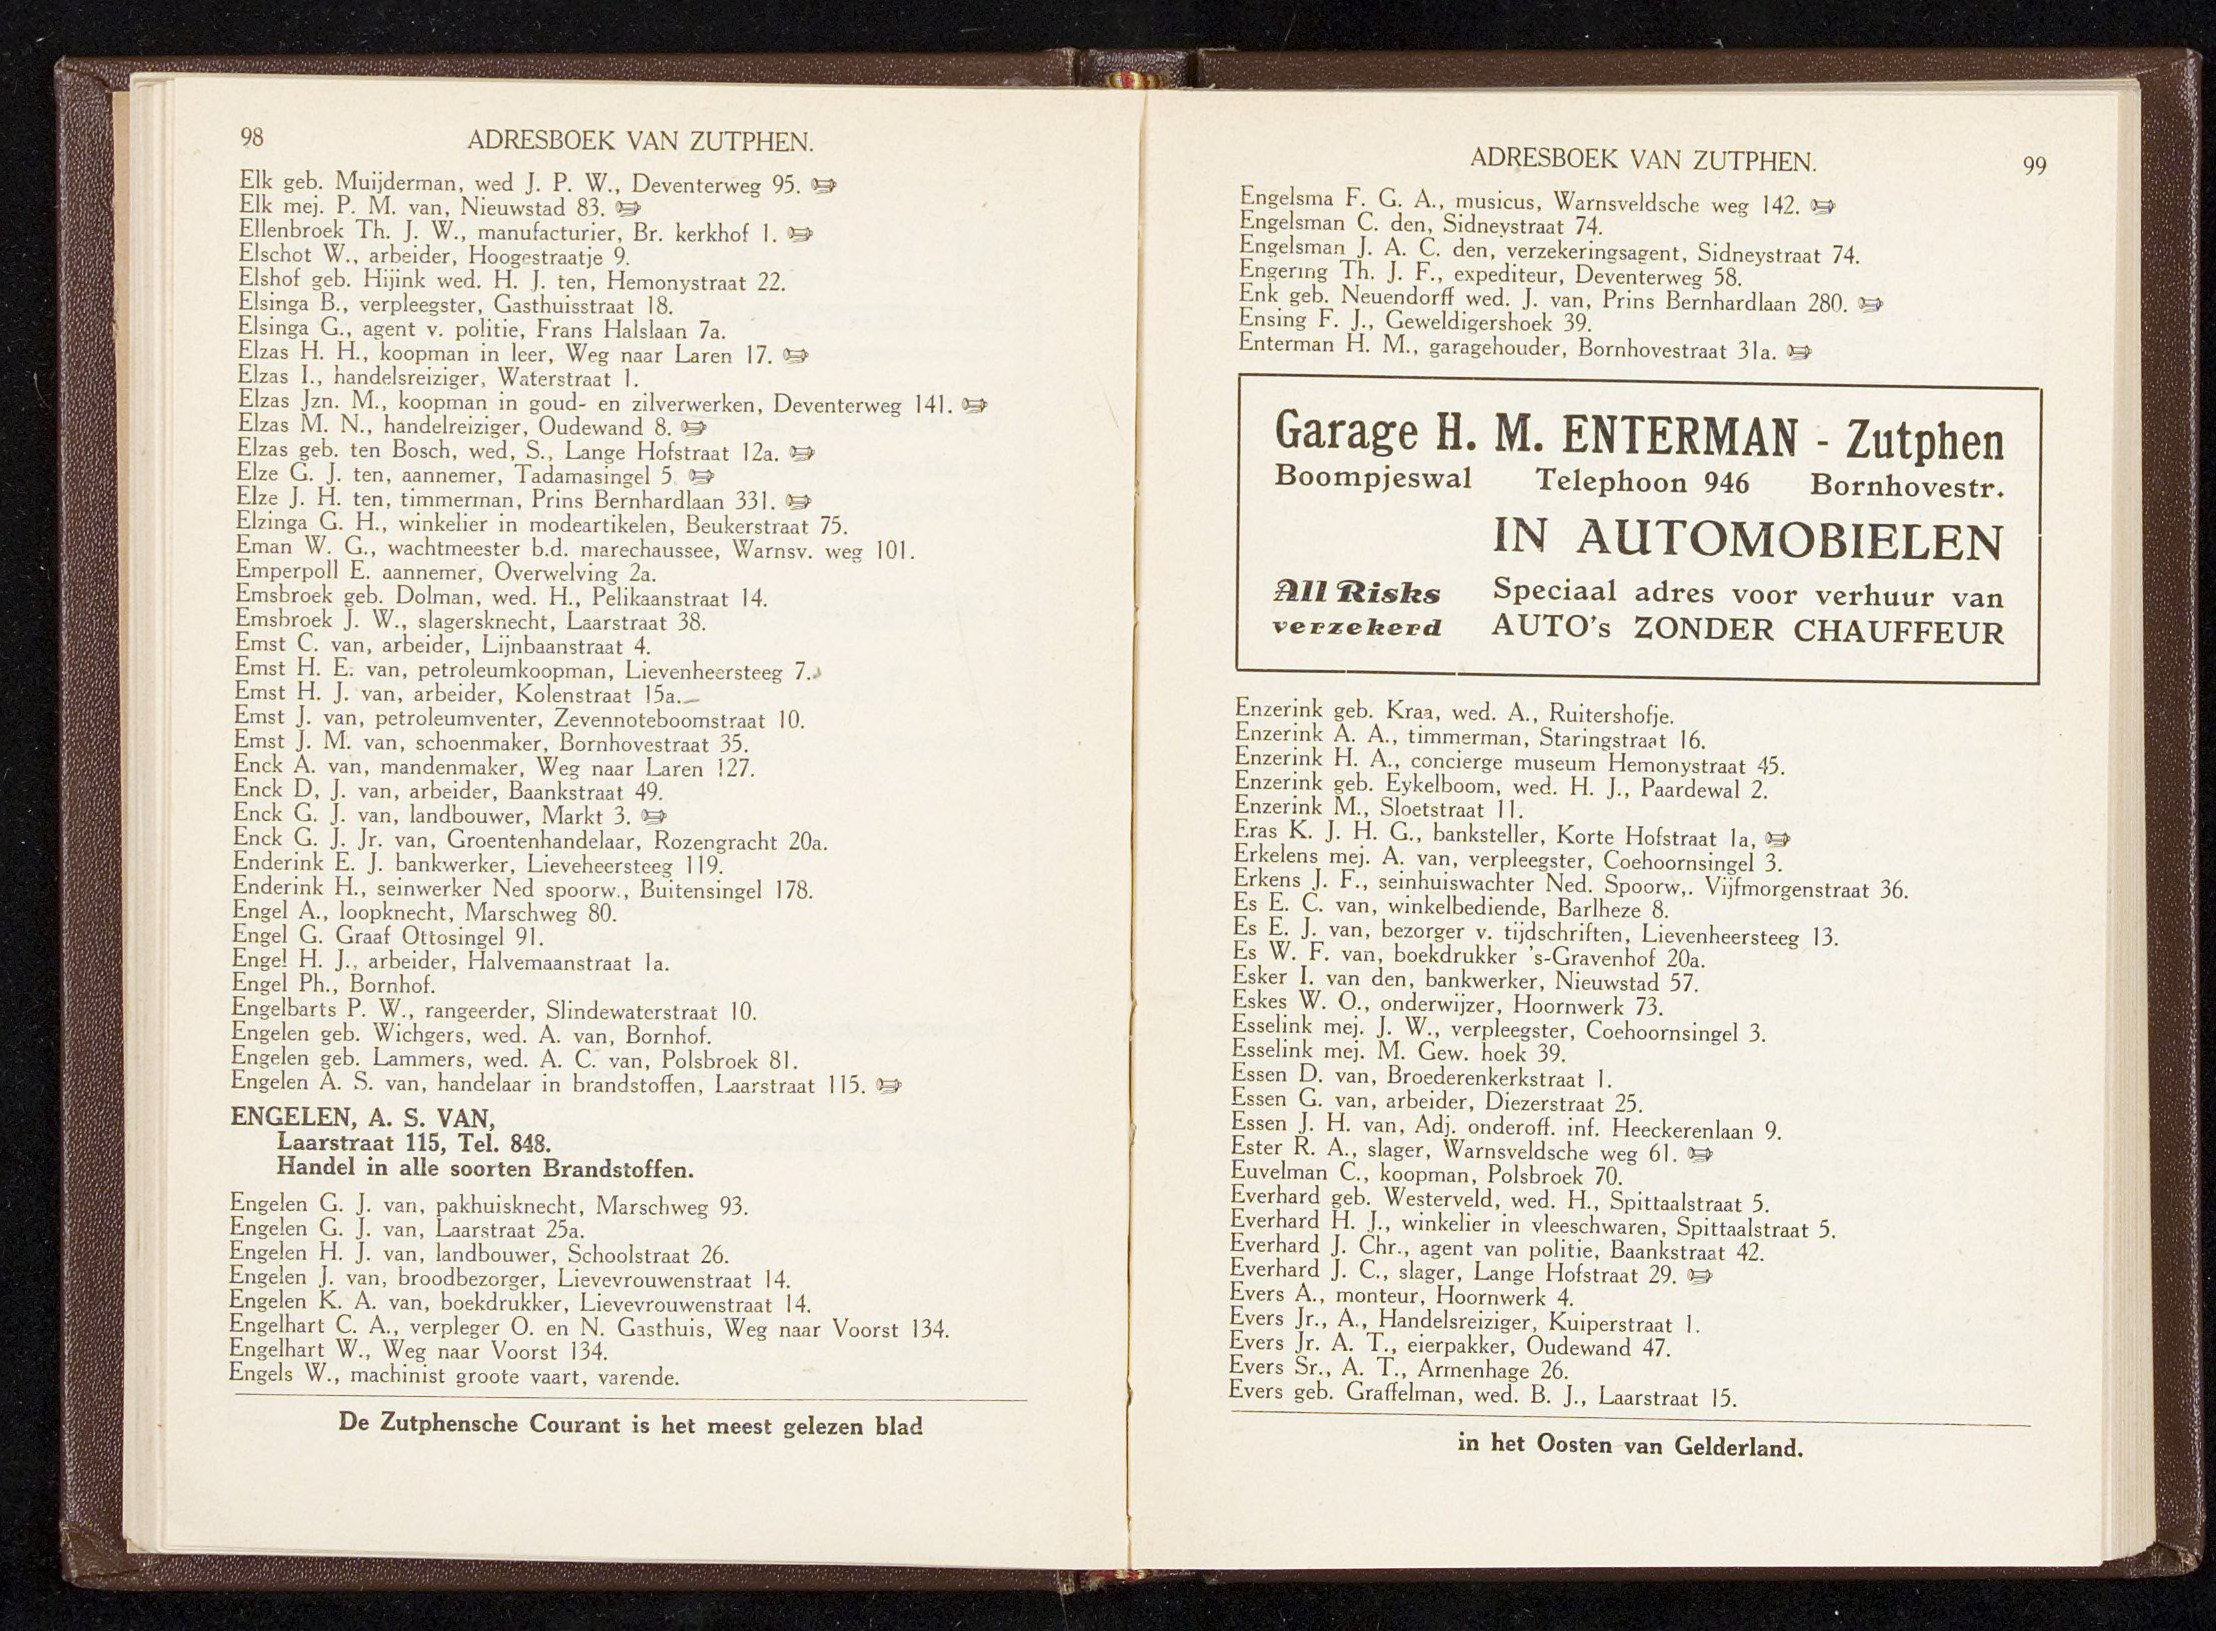 98
ADRESBOEK VAN ZUTPHEN.
Elk geb. Muijderman, wed J. P. W., Deventerweg 95.
Elk mej. P. M. van, Nieuwstad 83.
Ellenbroek Th. J. W., manufacturier, Br. kerkhof 1.
Elschot W., arbeider, Hoogestraatje 9.
Elshof geb. Hijink wed. H. J. ten, Hemonystraat 22.
Elsinga B., verpleegster, Gasthuisstraat 18.
Elsinga G., agent v. politie, Frans Halslaan 7a.
Elzas H. H., koopman in leer, Weg naar Laren 17.
Elzas I., handelsreiziger, Waterstraat 1.
Elzas Jzn. M., koopman in goud- en zilverwerken, Deventerweg 141.
Elzas M. N., handelreiziger, Oudewand 8.
Elzas geb. ten Bosch, wed, S., Lange Hofstraat 12a.
Elze G. J. ten, aannemer, Tadamasingel 5.
Elze J. H. ten, timmerman, Prins Bernhardlaan 331.
Elzinga G. H., winkelier in modeartikelen, Beukerstraat 75.
Eman W. G., wachtmeester b.d. marechaussee, Warnsv. weg 101.
Emperpoll E. aannemer, Overwelving 2a.
Emsbroek geb. Dolman, wed. H., Pelikaanstraat 14.
Emsbroek J. W., slagersknecht, Laarstraat 38.
Emst C. van, arbeider, Lijnbaanstraat 4.
Emst H. E. van, petroleumkoopman, Lievenheersteeg 7.
Emst H. J. van, arbeider, Kolenstraat 15a.
Emst J. van, petroleumventer, Zevennoteboomstraat 10.
Emst J. M. van, schoenmaker, Bornhovestraat 35.
Enck A. van, mandenmaker, Weg naar Laren 127.
Enck D, J. van, arbeider, Baankstraat 49.
Enck G. J. van, landbouwer, Markt 3.
Enck G. J. Jr. van, Groentenhandelaar, Rozengracht 20a.
Enderink E. J. bankwerker, Lieveheersteeg 119.
Enderink H., seinwerker Ned spoorw., Buitensingel 178.
Engel A., loopknecht, Marschweg 80.
Engel G. Graaf Ottosingel 91.
Engel H. J., arbeider, Halvemaanstraat 1a.
Engel Ph., Bornhof.
Engelbarts P. W., rangeerder, Slindewaterstraat 10.
Engelen geb. Wichgers, wed. A. van, Bornhof.
Engelen geb. Lammers, wed. A. C. van, Polsbroek 81.
Engelen A. S. van, handelaar in brandstoffen, Laarstraat 115.
ENGELEN, A. S. VAN,
Laarstraat 115, Tel. 848.
Handel in alle soorten Brandstoffen.
Engelen G. J. van, pakhuisknecht, Marschweg 93.
Engelen G. J. van, Laarstraat 25a.
Engelen H. J. van, landbouwer, Schoolstraat 26.
Engelen J. van, broodbezorger, Lievevrouwenstraat 14.
Engelen K. A. van, boekdrukker, Lievevrouwenstraat 14.
Engelhart C. A., verpleger O. en N. Gasthuis, Weg naar Voorst 134.
Engelhart W., Weg naar Voorst 134.
Engels W., machinist groote vaart, varende.
De Zutphensche Courant is het meest gelezen blad
ADRESBOEK VAN ZUTPHEN.
99
Engelsma F. G. A., musicus, Warnsveldsche weg 142.
Engelsman C. den, Sidneystraat 74.
Engelsman J. A. C. den, verzekeringsagent, Sidneystraat 74.
Engering Th. J. F., expediteur, Deventerweg 58.
Enk geb. Neuendorff wed. J. van, Prins Bernhardlaan 280.
Ensing F. J., Geweldigershoek 39.
Enterman H. M., garagehouder, Bornhovestraat 31a.
Garage H. M. ENTERMAN - Zutphen
Boompjeswal Telephoon 946 Bornhovestr.
IN AUTOMOBIELEN
All Risks Speciaal adres voor verhuur van
verzekerd AUTO's ZONDER CHAUFFEUR
Enzerink geb. Kraa, wed. A., Ruitershofje.
Enzerink A. A., timmerman, Staringstraat 16.
Enzerink H. A., concierge museum Hemonystraat 45.
Enzerink geb. Eykelboom, wed. H. J., Paardewal 2.
Enzerink M., Sloetstraat 11.
Eras K. J. H. G., banksteller, Korte Hofstraat 1a,
Erkelens mej. A. van, verpleegster, Coehoornsingel 3.
Erkens J. F., seinhuiswachter Ned. Spoorw,. Vijfmorgenstraat 36.
Es E. C. van, winkelbediende, Barlheze 8.
Es E. J. van, bezorger v. tijdschriften, Lievenheersteeg 13.
Es W. F. van, boekdrukker 's-Gravenhof 20a.
Esker I. van den, bankwerker, Nieuwstad 57.
Eskes W. O., onderwijzer, Hoornwerk 73.
Esselink mej. J. W., verpleegster, Coehoornsingel 3.
Esselink mej. M. Gew. hoek 39.
Essen D. van, Broederenkerkstraat 1.
Essen G. van, arbeider, Diezerstraat 25.
Essen J. H. van, Adj. onderoff. inf. Heeckerenlaan 9.
Ester R. A., slager, Warnsveldsche weg 61.
Euvelman C., koopman, Polsbroek 70.
Everhard geb. Westerveld, wed. H., Spittaalstraat 5.
Everhard H. J., winkelier in vleeschwaren, Spittaalstraat 5.
Everhard J. Chr., agent van politie, Baankstraat 42.
Everhard J. C., slager, Lange Hofstraat 29.
Evers A., monteur, Hoornwerk 4.
Evers Jr., A., Handelsreiziger, Kuiperstraat 1.
Evers Jr. A. T., eierpakker, Oudewand 47.
Evers Sr., A. T., Armenhage 26.
Evers geb. Graffelman, wed. B. J., Laarstraat 15.
in het Oosten van Gelderland.